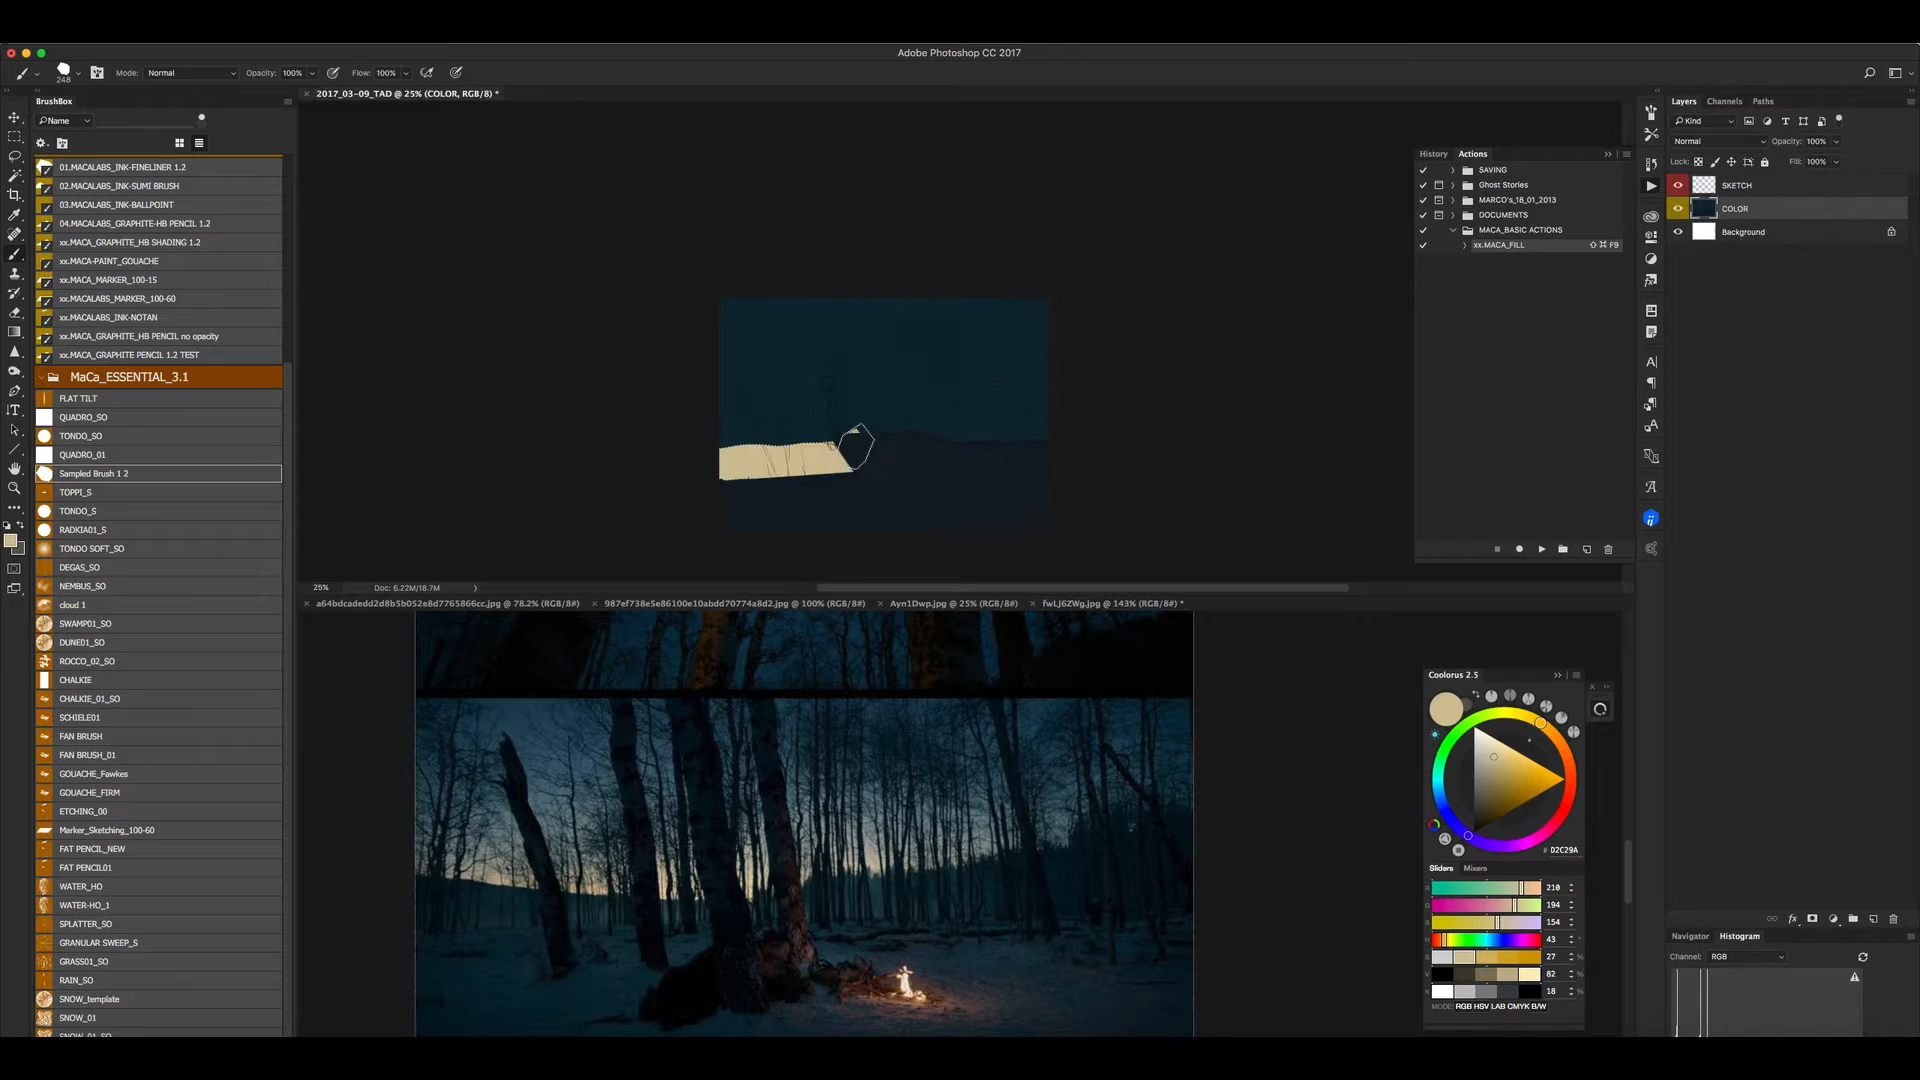 Adobe Photoshop CC 2017
248
Mode: Normal Opacity: 100% Flow: 100%
BrushBox
2017_03-09_TAD @ 25% (COLOR, RGB/8) *
Name
01.MACALABS_INK-FINELINER 1.2
02.MACALABS_INK-SUMI BRUSH
03.MACALABS_INK-BALLPOINT
04.MACALABS_GRAPHITE-HB PENCIL 1.2
xx.MACA_GRAPHITE_HB SHADING 1.2
xx.MACA-PAINT_GOUACHE
xx.MACA_MARKER_100-15
xx.MACALABS_MARKER_100-60
xx.MACALABS_INK-NOTAN
xx.MACA_GRAPHITE_HB PENCIL no opacity
xx.MACA_GRAPHITE PENCIL 1.2 TEST
MaCa_ESSENTIAL_3.1
FLAT TILT
QUADRO_SO
TONDO_SO
QUADRO_01
Sampled Brush 1 2
TOPPI_S
TONDO_S
RADKIA01_S
TONDO SOFT_SO
DEGAS_SO
NEMBUS_SO
cloud 1
SWAMP01_SO
DUNE01_SO
ROCCO_02_SO
CHALKIE
CHALKIE_01_SO
SCHIELE01
FAN BRUSH
FAN BRUSH_01
GOUACHE_Fawkes
GOUACHE_FIRM
ETCHING_00
Marker_Sketching_100-60
FAT PENCIL_NEW
FAT PENCIL01
WATER_HO
WATER-HO_1
SPLATTER_SO
GRANULAR SWEEP_S
GRASS01_SO
RAIN_SO
SNOW_template
SNOW_01
25% Doc: 6.22M/18.7M
a64bdcadedd2d8b5b052e8d7765866cc.jpg @ 78.2% (RGB/8#)
987ef738e5e86100e10abdd70774a8d2.jpg @ 100% (RGB/8#)
Ayn1Dwp.jpg @ 25% (RGB/8#)
fwLj6ZWg.jpg @ 143% (RGB/8#) *
History Actions
SAVING
Ghost Stories
MARCO's_18_01_2013
DOCUMENTS
MACA_BASIC ACTIONS
xx.MACA_FILL ⇧⌘F9
Coolorus 2.5
# D2C29A
Sliders Mixers
R 210
G 194
B 154
H 43 °
S 27 %
V 82 %
K 18 %
MODE: RGB HSV LAB CMYK B/W
Layers Channels Paths
Kind
Normal Opacity: 100%
Lock: Fill: 100%
SKETCH
COLOR
Background
fx
Navigator Histogram
Channel: RGB